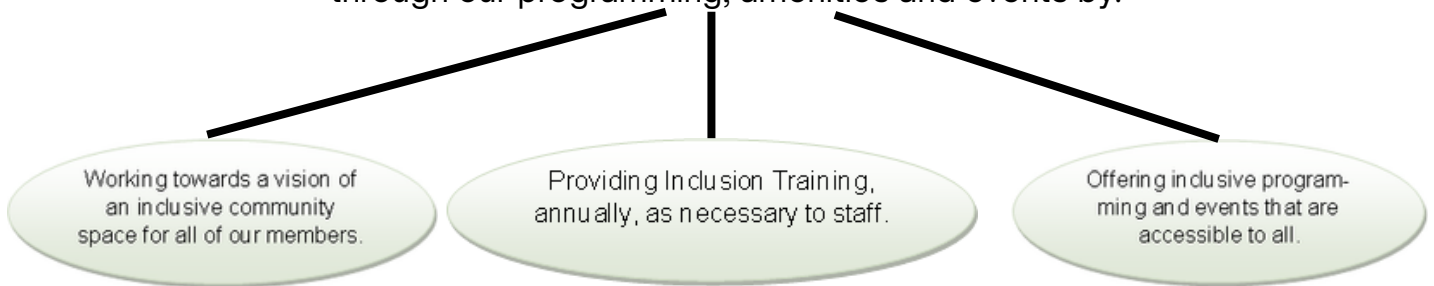 through our programming, amenities and events by:
Working towards a vision of
an inclusive community
space for all of our members.
Providing Inclusion Training,
annually, as necessary to staff.
Offering inclusive program-
ming and events that are
accessible to all.